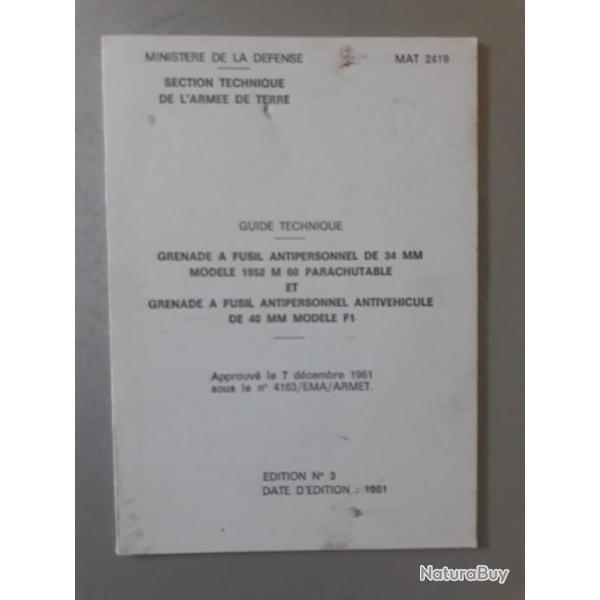 MINISTERE DE LA DEFENSE
MAT 2419
SECTION TECHNIQUE
DE L'ARMEE DE TERRE
GUIDE TECHNIQUE
GRENADE A FUSIL ANTIPERSONNEL DE 34 MM
MODELE 1952 M 60 PARACHUTABLE
ET
GRENADE A FUSIL ANTIPERSONNEL ANTIVEHICULE
DE 40 MM MODELE F1
Approuvé le 7 décembre 1981
sous le n° 4163/EMA/ARMET.
EDITION N° 3
DATE D'EDITION : 1981
NaturaBuy